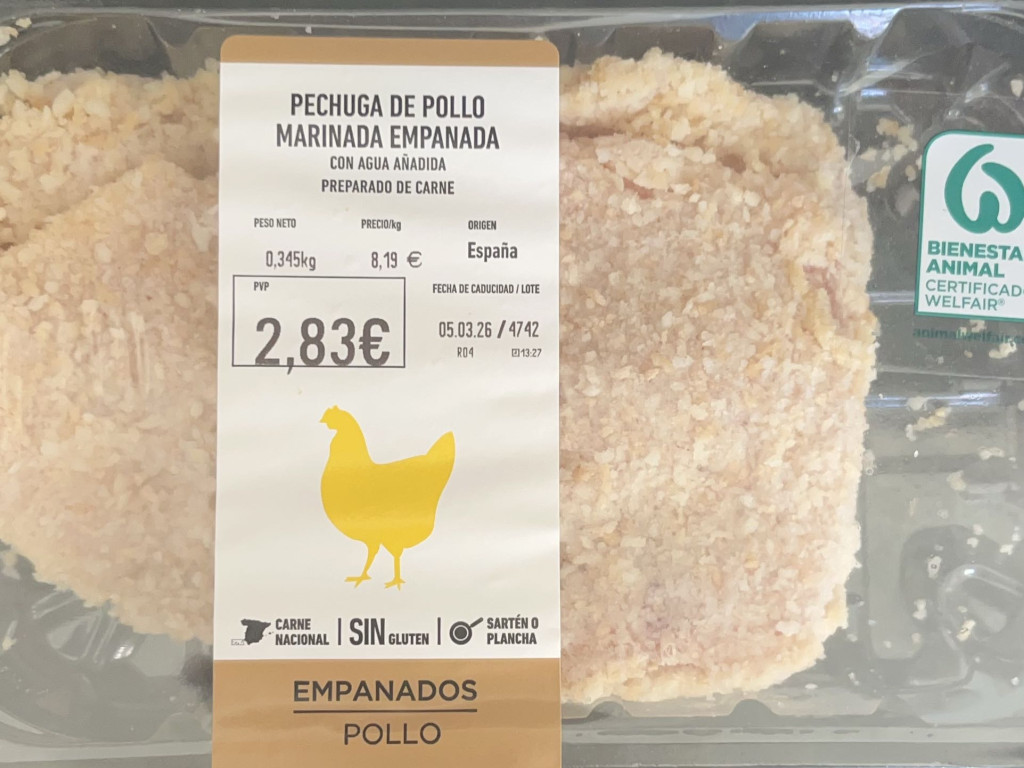 PECHUGA DE POLLO
MARINADA EMPANADA
CON AGUA AÑADIDA
PREPARADO DE CARNE
PESO NETO PRECIO/kg ORIGEN
0,345kg 8,19 € España
PVP FECHA DE CADUCIDAD / LOTE
2,83€ 05.03.26 / 4742
R04 13:27
CARNE NACIONAL | SIN GLUTEN | SARTÉN O PLANCHA
EMPANADOS
POLLO
BIENESTA
ANIMAL
CERTIFICAD
WELFAIR®
animalwelfair